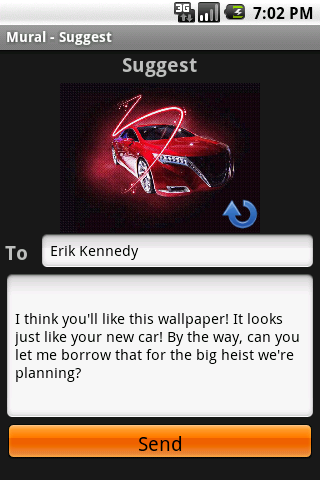 3G
7:02 PM
Mural - Suggest
Suggest
To
Erik Kennedy
I think you'll like this wallpaper! It looks
just like your new car! By the way, can you
let me borrow that for the big heist we're
planning?
Send